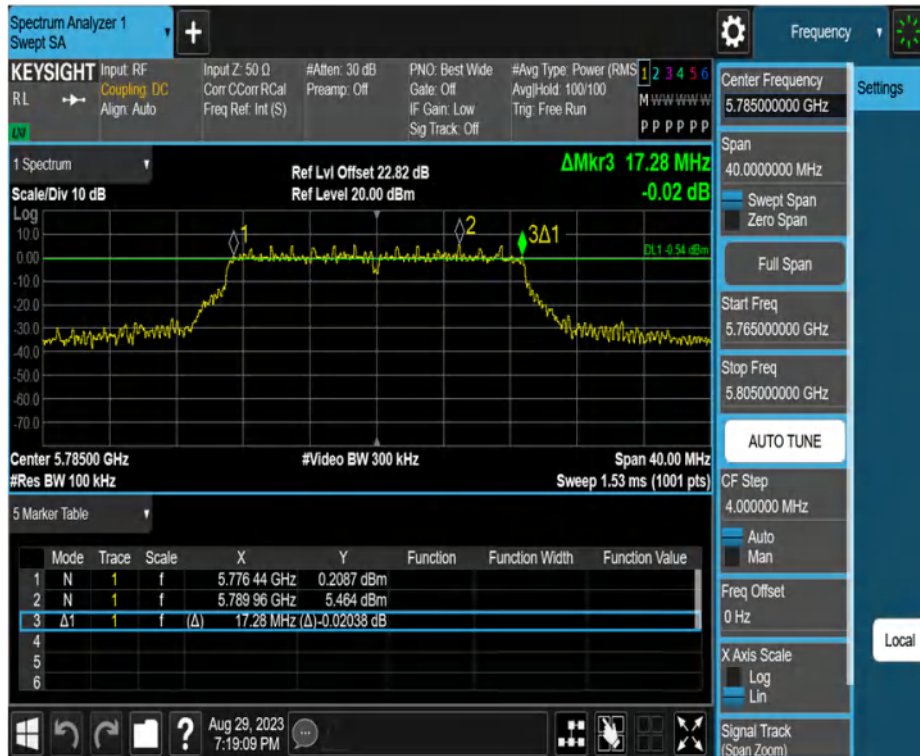 Spectrum Analyzer 1
Swept SA
+
Frequency
KEYSIGHT Input: RF Input Z: 50 Ω #Atten: 30 dB PNO: Best Wide #Avg Type: Power (RMS 1 2 3 4 5 6
RL Coupling: DC Corr CCorr RCal Preamp: Off Gate: Off Avg|Hold: 100/100 M W W W W W
Align: Auto Freq Ref: Int (S) IF Gain: Low Trig: Free Run
Sig Track: Off P P P P P P
1 Spectrum
Scale/Div 10 dB
Ref Lvl Offset 22.82 dB
Ref Level 20.00 dBm
ΔMkr3 17.28 MHz
-0.02 dB
Log
10.0
0.00
-10.0
-20.0
-30.0
-40.0
-50.0
-60.0
-70.0
1
2
3Δ1
DL1 -0.54 dBm
Center 5.78500 GHz #Video BW 300 kHz Span 40.00 MHz
#Res BW 100 kHz Sweep 1.53 ms (1001 pts)
5 Marker Table
Mode Trace Scale X Y Function Function Width Function Value
1 N 1 f 5.776 44 GHz 0.2087 dBm
2 N 1 f 5.789 96 GHz 5.464 dBm
3 Δ1 1 f (Δ) 17.28 MHz (Δ) -0.02038 dB
4
5
6
?
Aug 29, 2023
7:19:09 PM
Center Frequency
5.785000000 GHz
Span
40.0000000 MHz
Swept Span
Zero Span
Full Span
Start Freq
5.765000000 GHz
Stop Freq
5.805000000 GHz
AUTO TUNE
CF Step
4.000000 MHz
Auto
Man
Freq Offset
0 Hz
X Axis Scale
Log
Lin
Signal Track
(Span Zoom)
Settings
Local